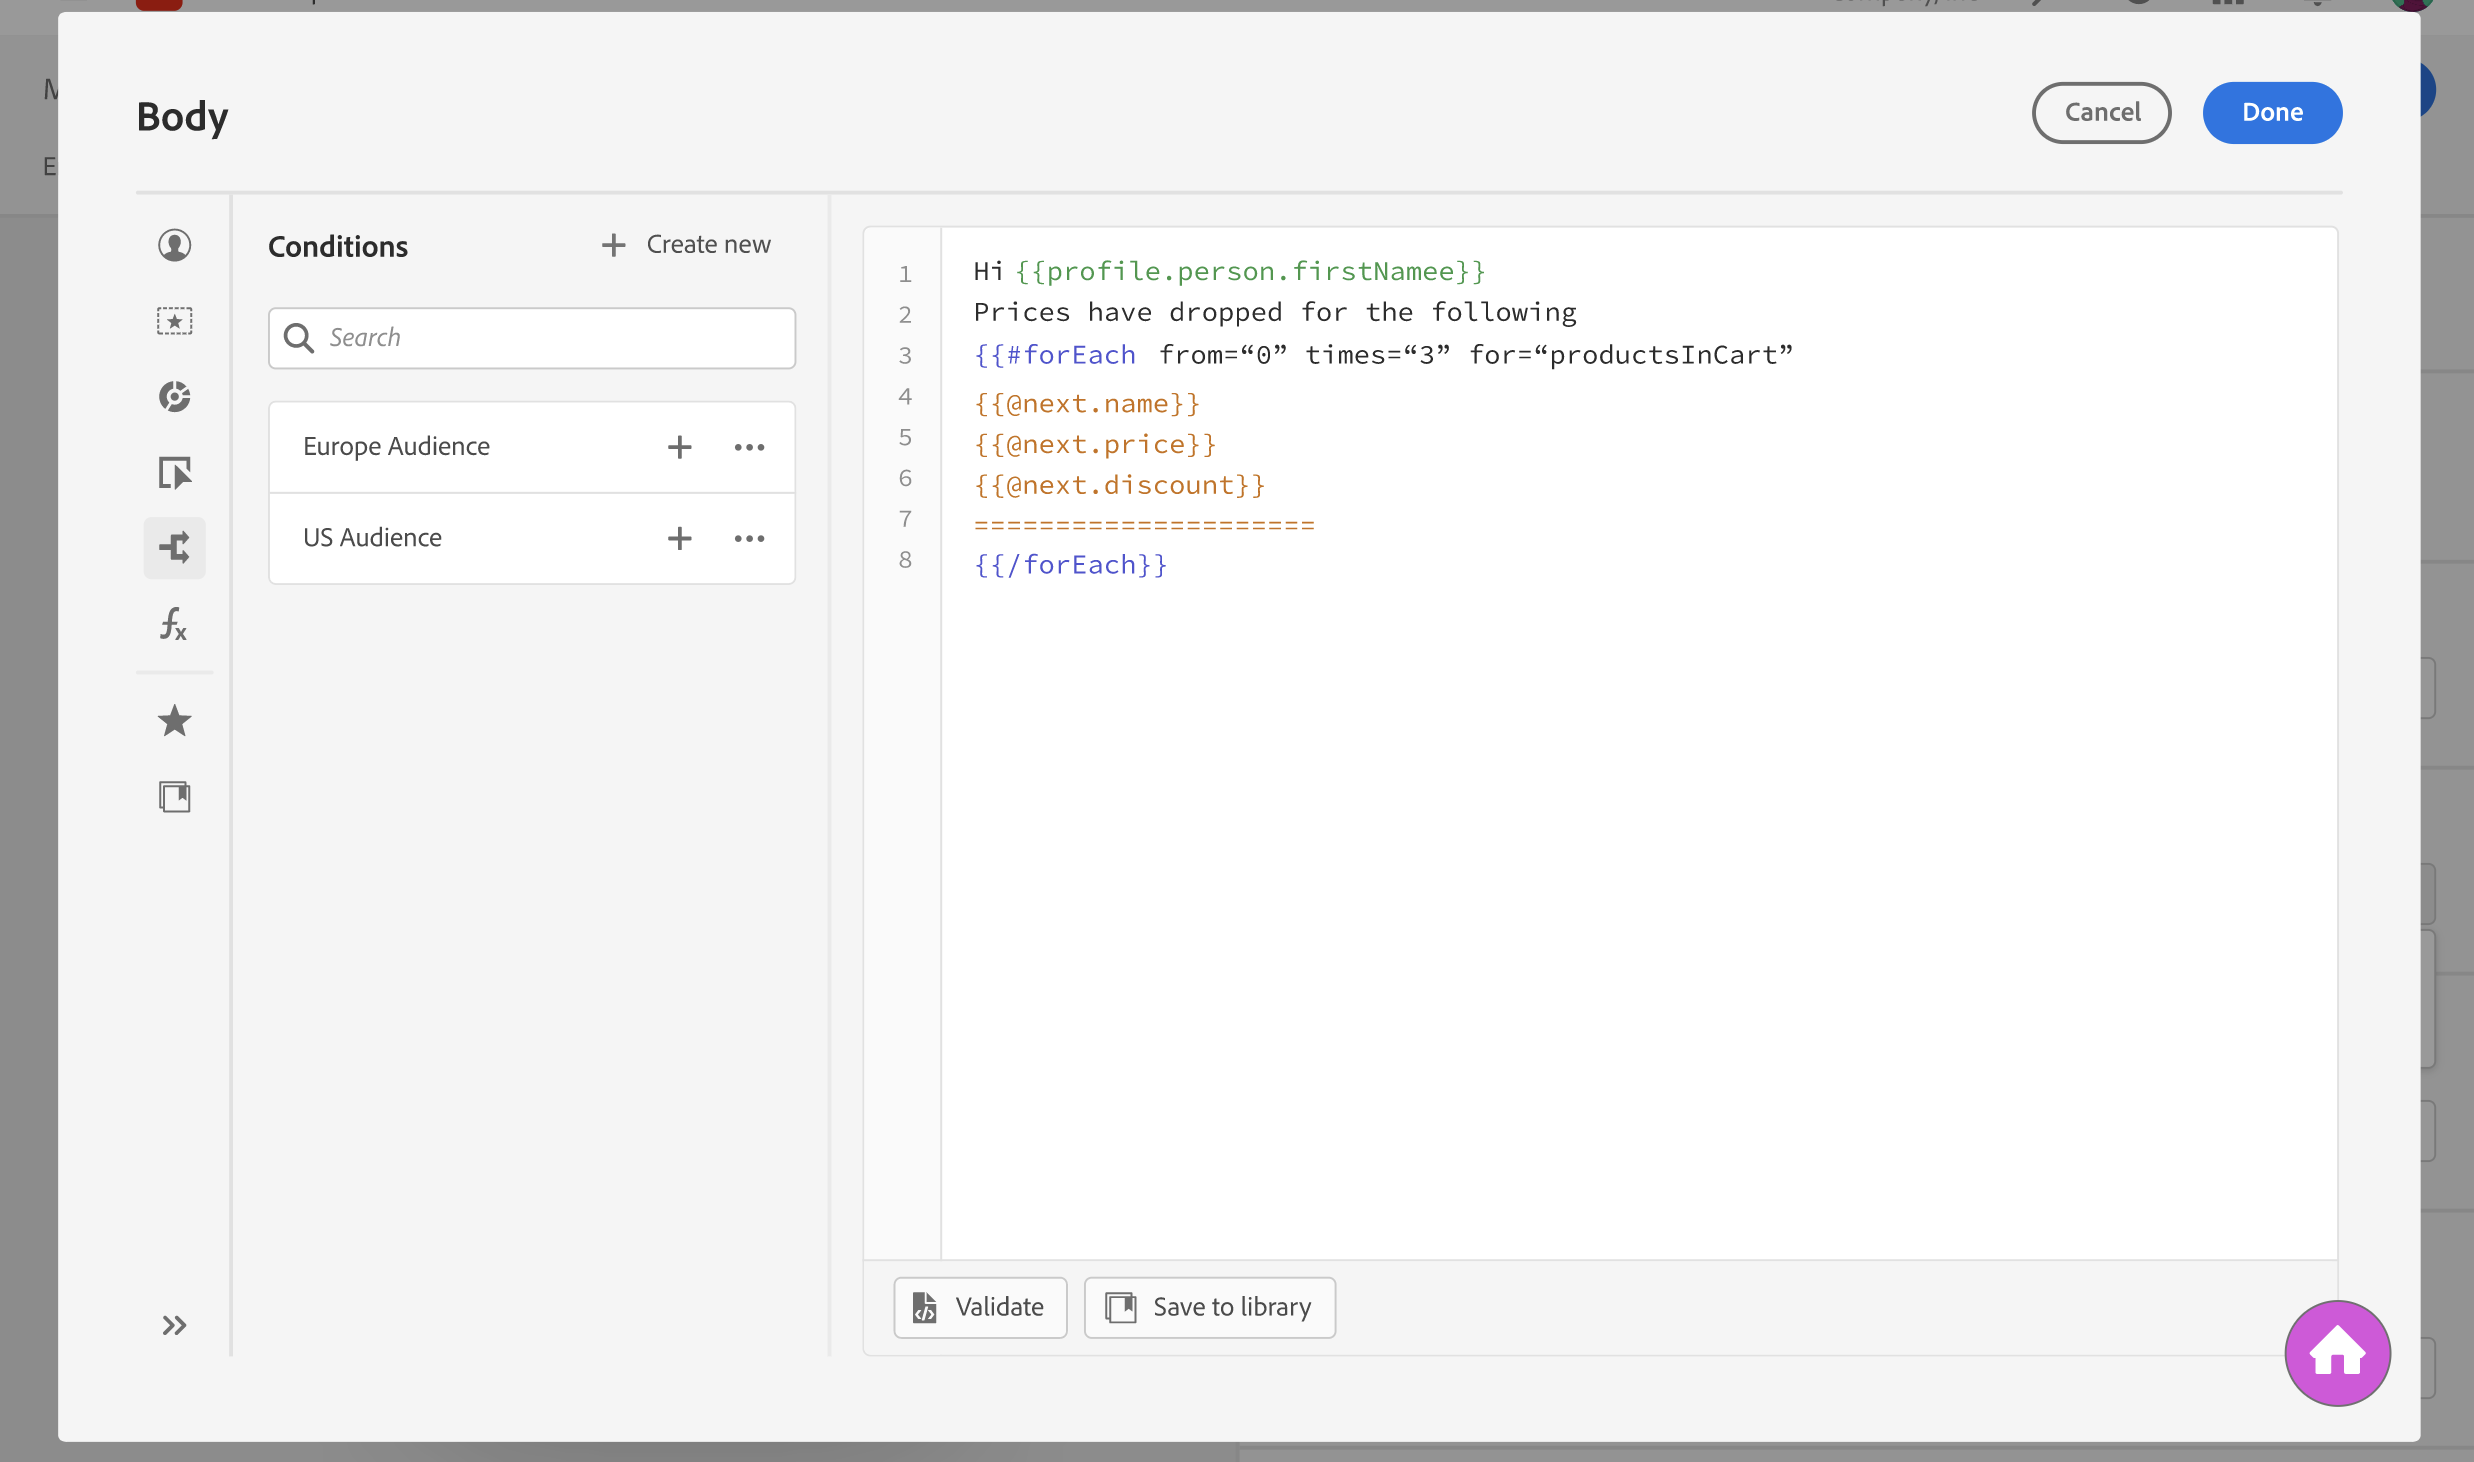 Body
Cancel
Done
Conditions
Create new
Search
Europe Audience
US Audience
1 Hi {{profile.person.firstNamee}}
2 Prices have dropped for the following
3 {{#forEach from=“0” times=“3” for=“productsInCart”
4 {{@next.name}}
5 {{@next.price}}
6 {{@next.discount}}
7 =====================
8 {{/forEach}}
Validate
Save to library